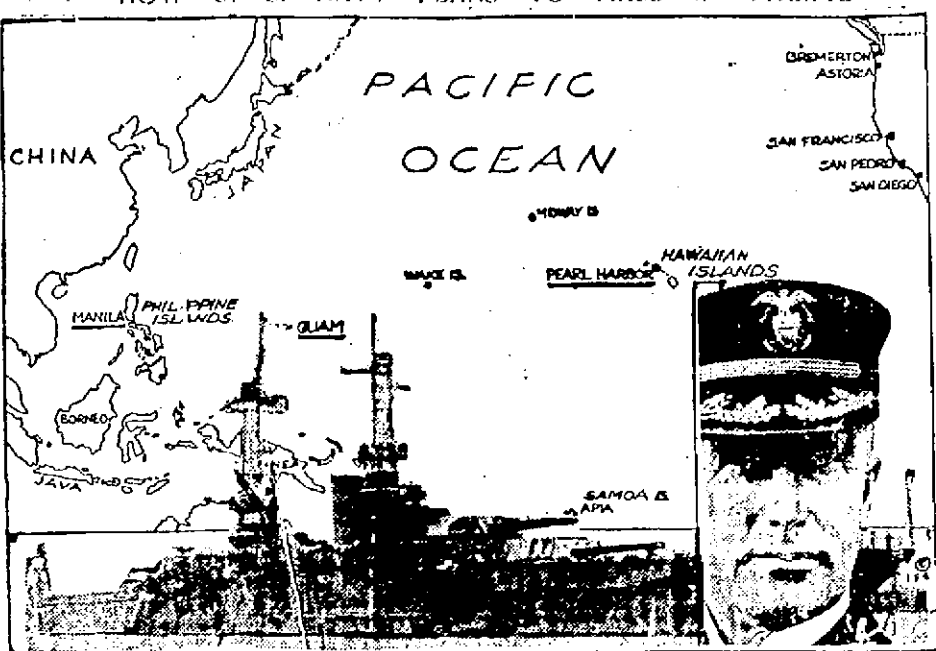 PACIFIC
OCEAN
BREMERTON
ASTORIA
CHINA
JAPAN
SAN FRANCISCO
SAN PEDRO
SAN DIEGO
MIDWAY IS.
WAKE IS.
PEARL HARBOR
HAWAIIAN
ISLANDS
MANILA
PHILIPPINE
ISLANDS
GUAM
BORNEO
JAVA
SAMOA IS.
APIA
©